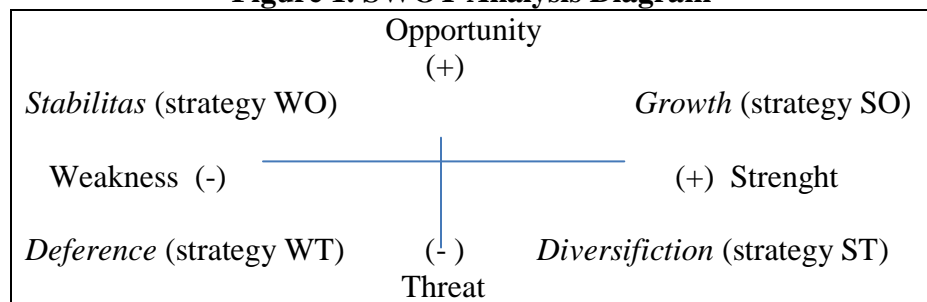 Figure 1. SWOT Analysis Diagram
Opportunity
(+)
Stabilitas (strategy WO) Growth (strategy SO)
Weakness (-) (+) Strenght
Deference (strategy WT) (- ) Diversifiction (strategy ST)
Threat